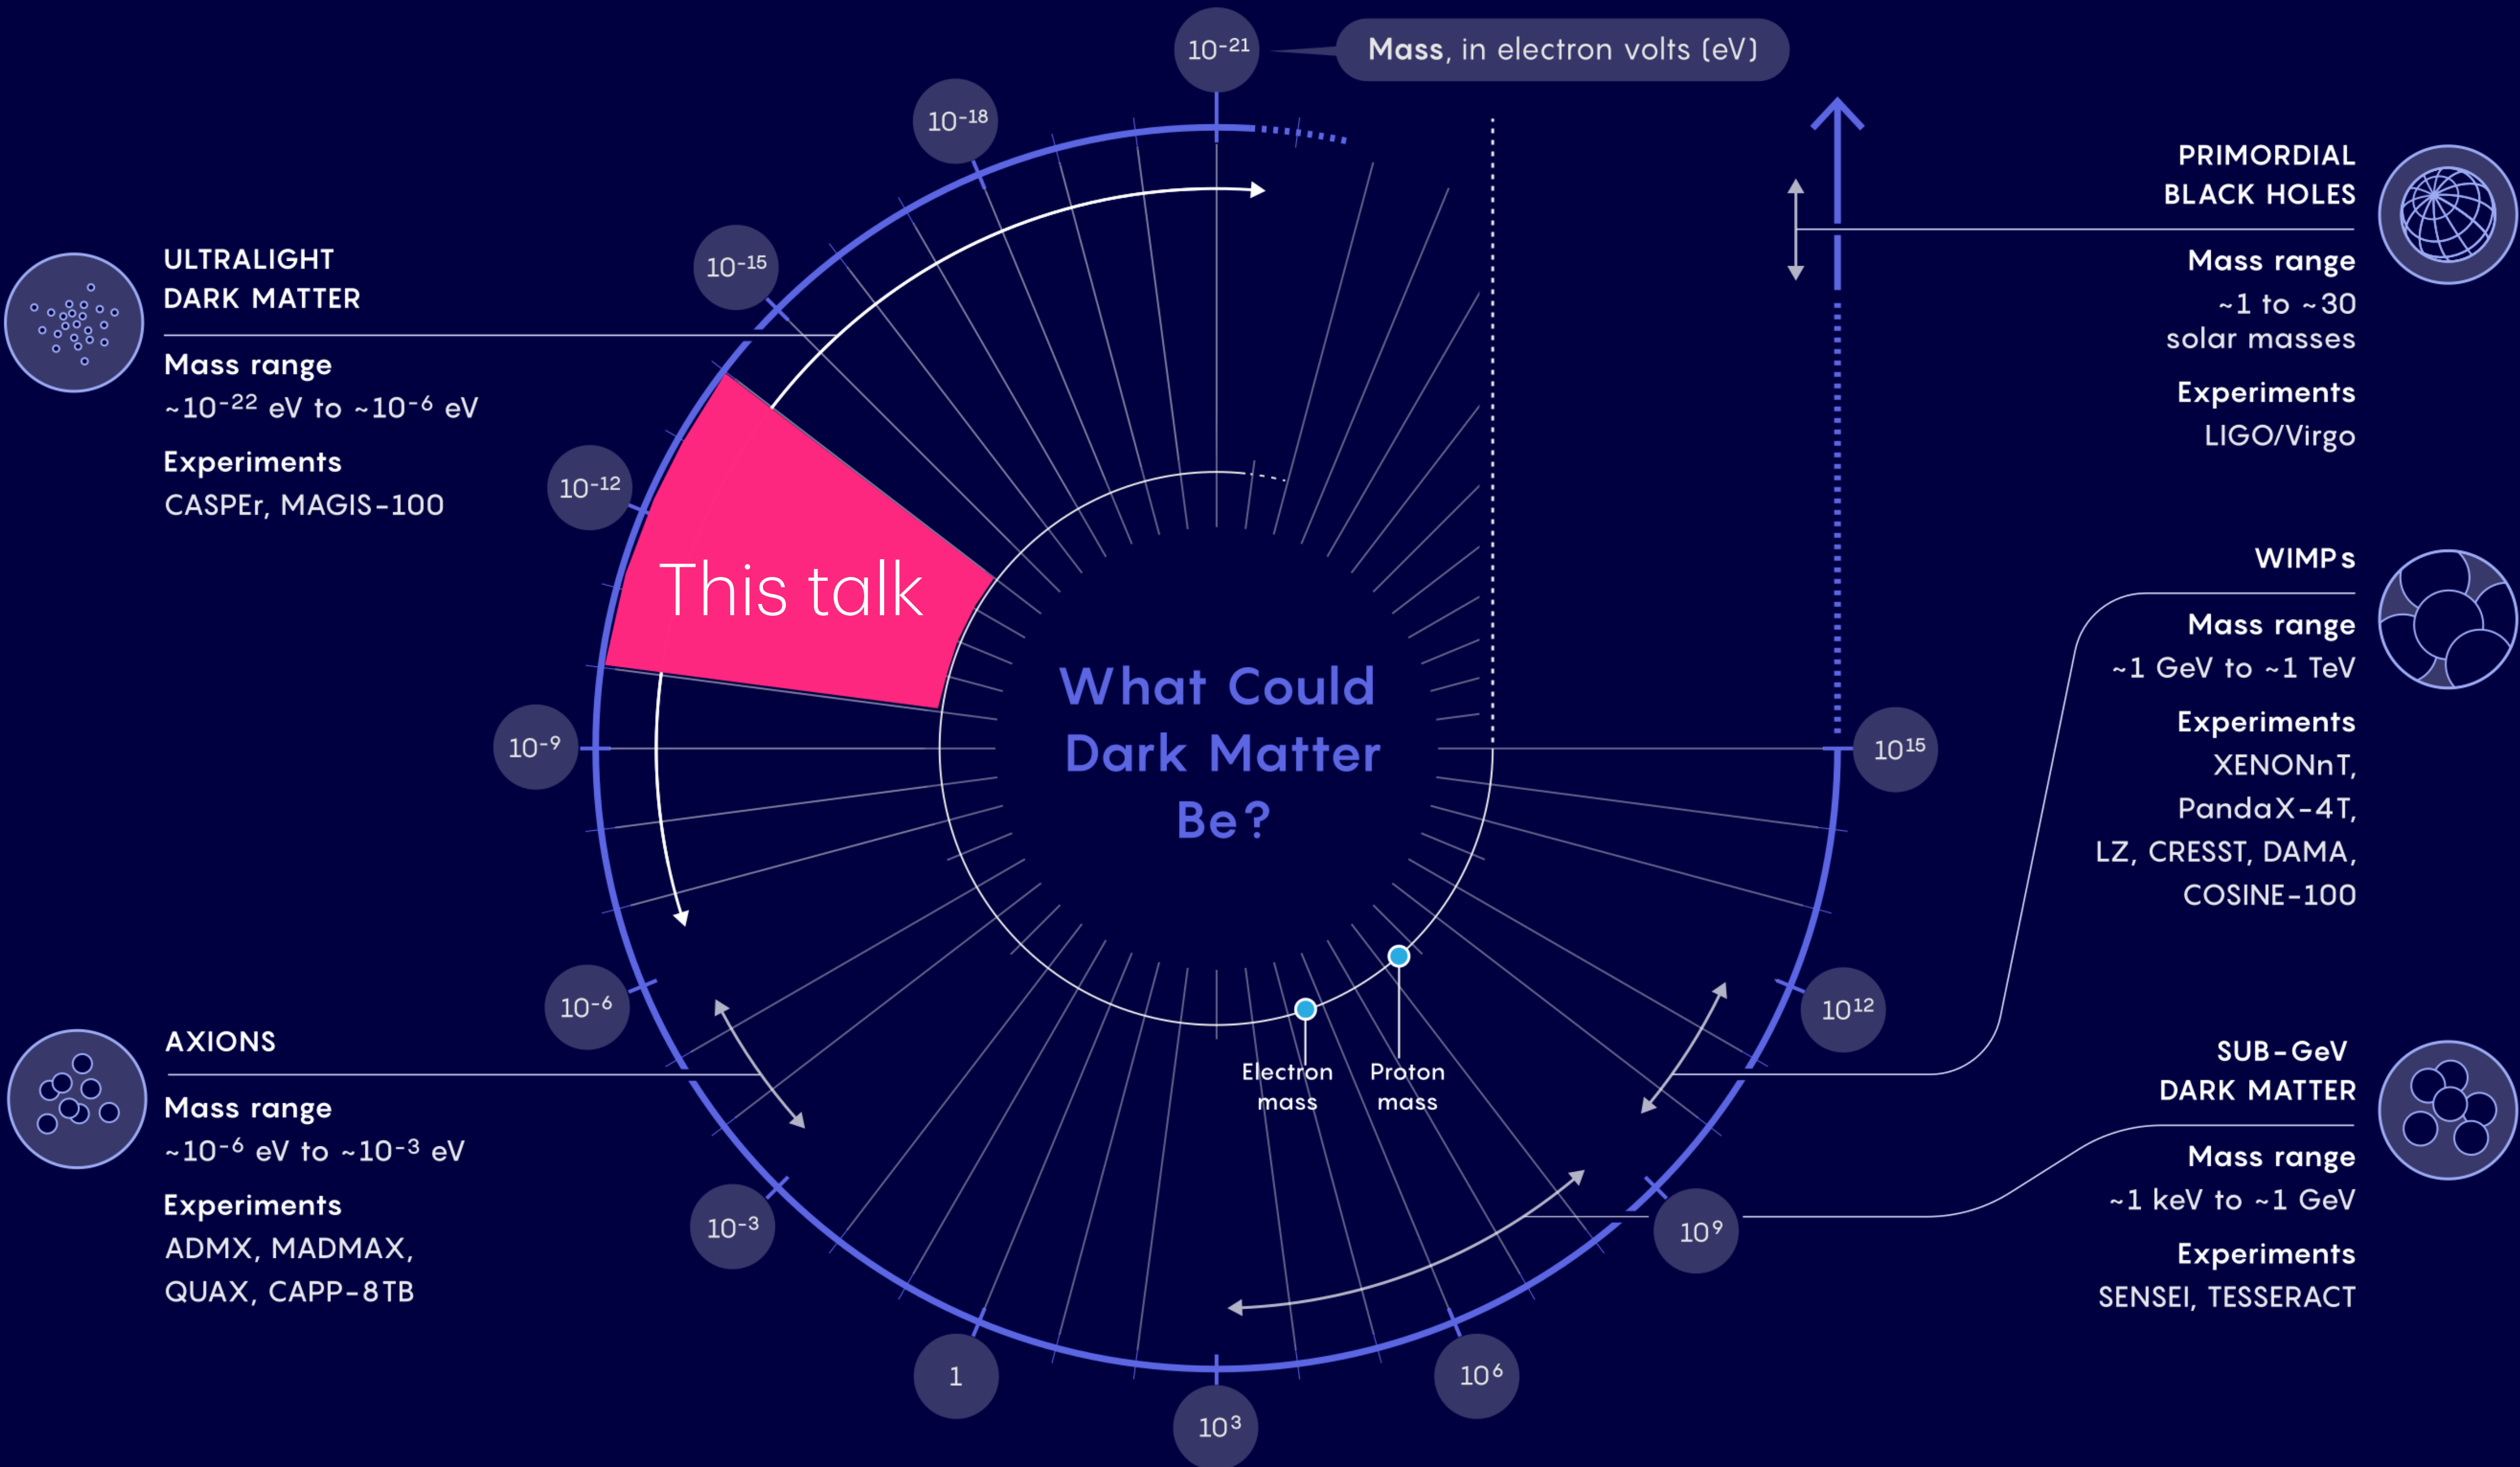 10⁻²¹
Mass, in electron volts (eV)
10⁻¹⁸
10⁻¹⁵
10⁻¹²
10⁻⁹
10⁻⁶
10⁻³
1
10³
10⁶
10⁹
10¹²
10¹⁵
ULTRALIGHT
DARK MATTER
Mass range
~10⁻²² eV to ~10⁻⁶ eV
Experiments
CASPEr, MAGIS-100
This talk
What Could
Dark Matter
Be?
Electron
mass
Proton
mass
AXIONS
Mass range
~10⁻⁶ eV to ~10⁻³ eV
Experiments
ADMX, MADMAX,
QUAX, CAPP-8TB
PRIMORDIAL
BLACK HOLES
Mass range
~1 to ~30
solar masses
Experiments
LIGO/Virgo
WIMPs
Mass range
~1 GeV to ~1 TeV
Experiments
XENONnT,
PandaX-4T,
LZ, CRESST, DAMA,
COSINE-100
SUB-GeV
DARK MATTER
Mass range
~1 keV to ~1 GeV
Experiments
SENSEI, TESSERACT